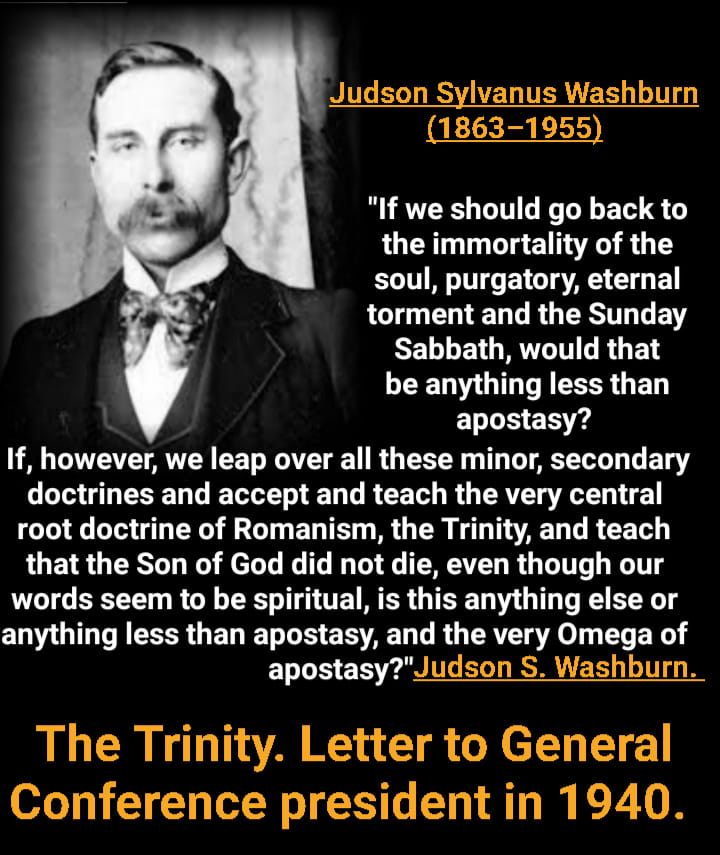 Judson Sylvanus Washburn
(1863–1955)
"If we should go back to
the immortality of the
soul, purgatory, eternal
torment and the Sunday
Sabbath, would that
be anything less than
apostasy?
If, however, we leap over all these minor, secondary
doctrines and accept and teach the very central
root doctrine of Romanism, the Trinity, and teach
that the Son of God did not die, even though our
words seem to be spiritual, is this anything else or
anything less than apostasy, and the very Omega of
apostasy?"Judson S. Washburn.
The Trinity. Letter to General
Conference president in 1940.